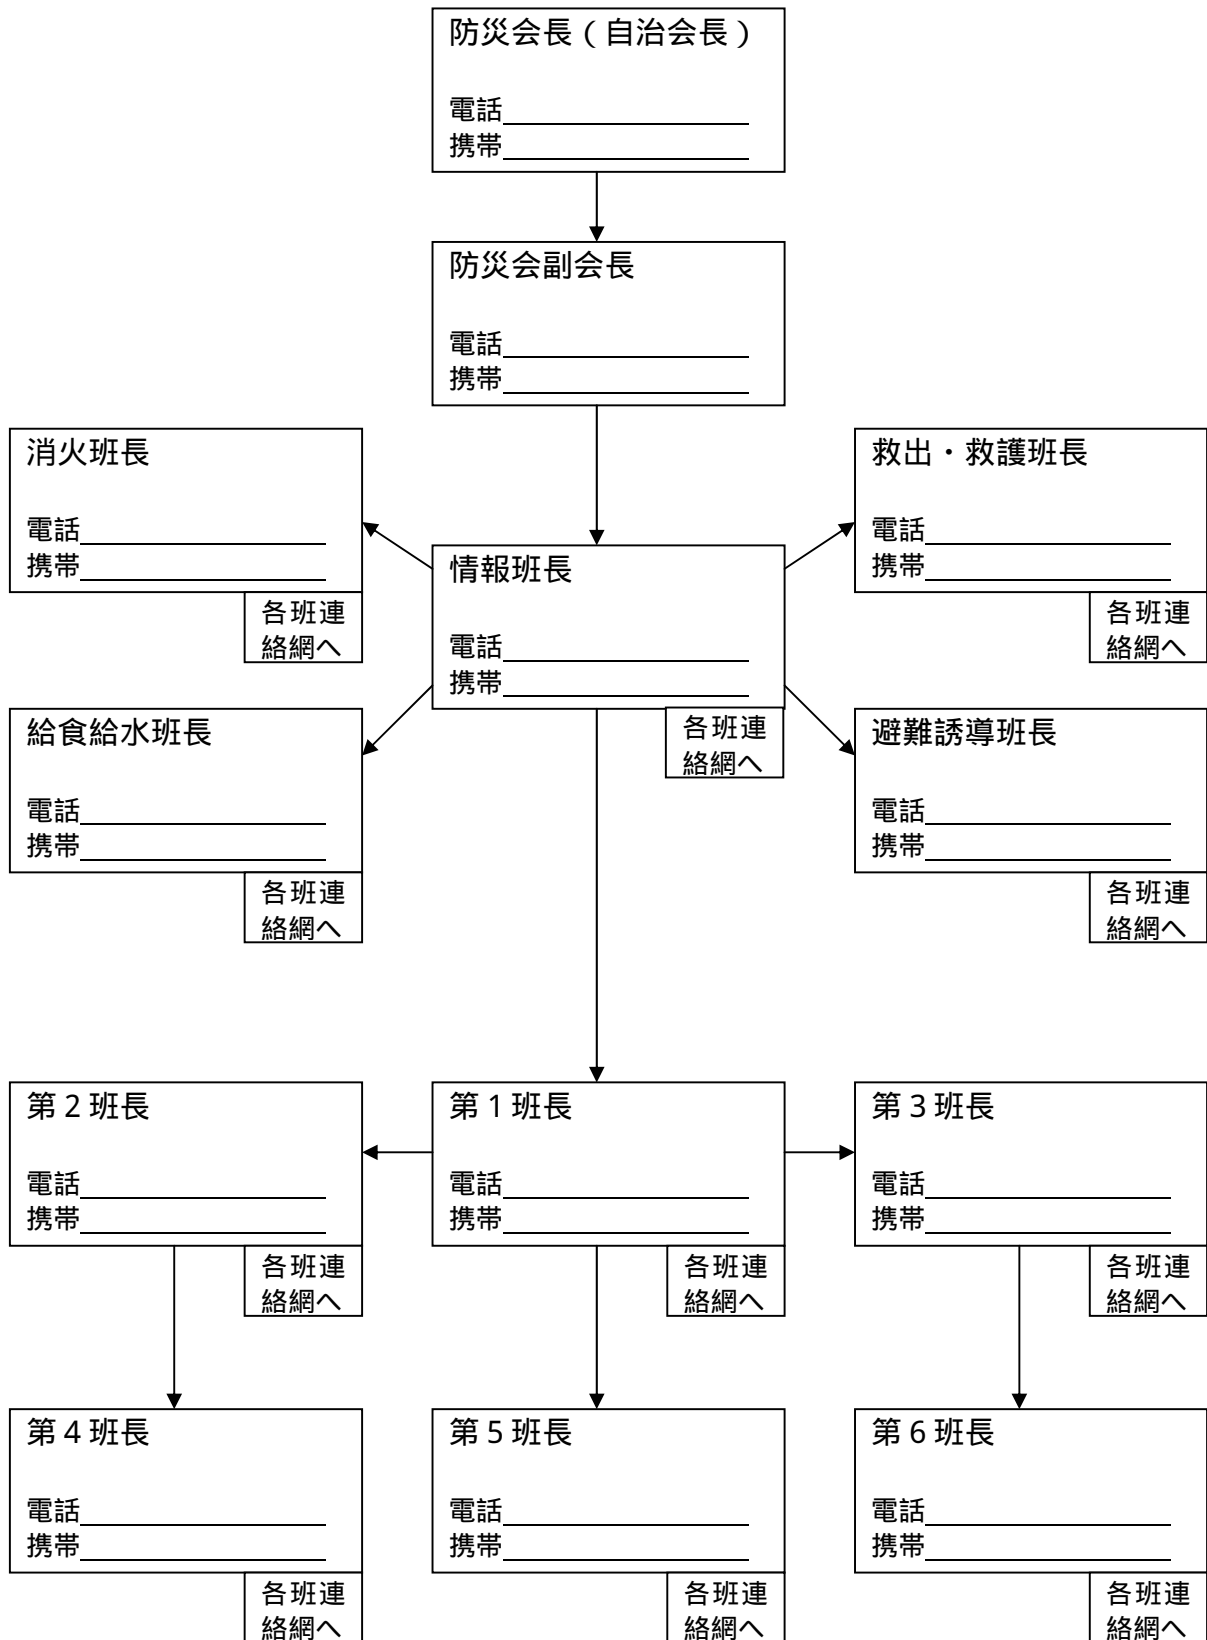 防災会長（自治会長）
電話
携帯
防災会副会長
電話
携帯
消火班長
電話
携帯
各班連
絡網へ
救出・救護班長
電話
携帯
各班連
絡網へ
情報班長
電話
携帯
各班連
絡網へ
給食給水班長
電話
携帯
各班連
絡網へ
避難誘導班長
電話
携帯
各班連
絡網へ
第２班長
電話
携帯
各班連
絡網へ
第１班長
電話
携帯
各班連
絡網へ
第３班長
電話
携帯
各班連
絡網へ
第４班長
電話
携帯
各班連
絡網へ
第５班長
電話
携帯
各班連
絡網へ
第６班長
電話
携帯
各班連
絡網へ